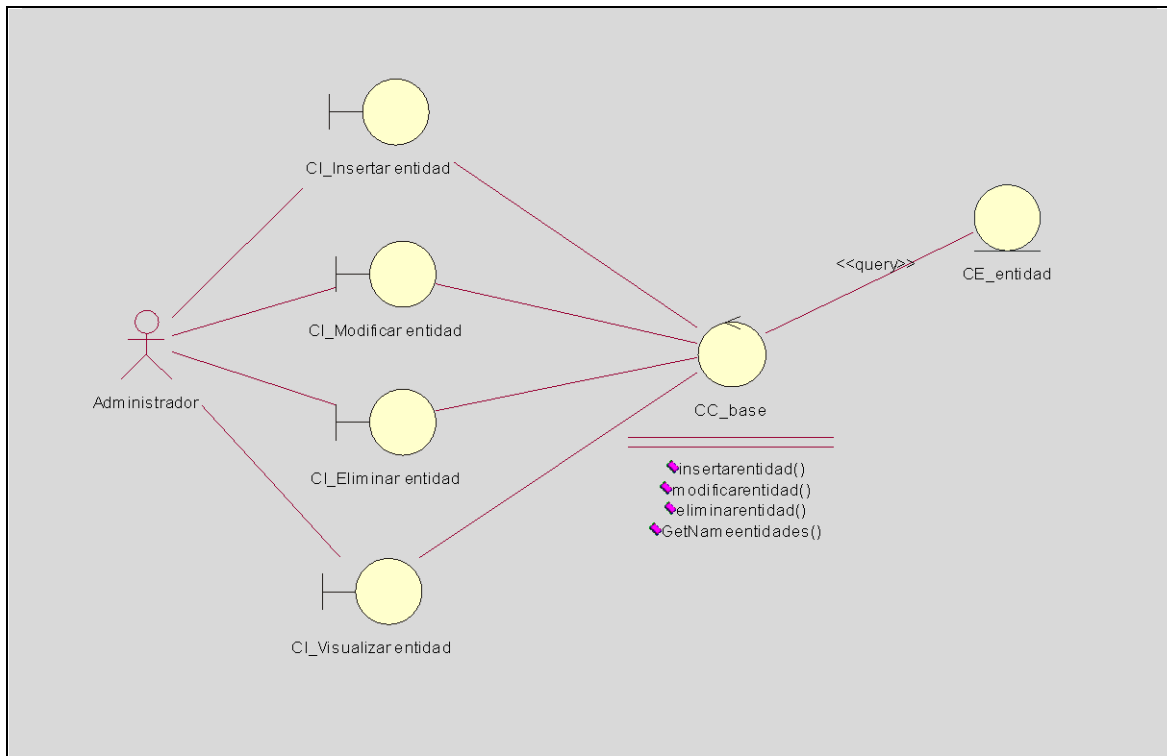 CI_Insertar entidad
<<query>>
CE_entidad
CI_Modificar entidad
Administrador
CC_base
CI_Eliminar entidad
insertarentidad()
modificarentidad()
eliminarentidad()
GetNameentidades()
CI_Visualizar entidad